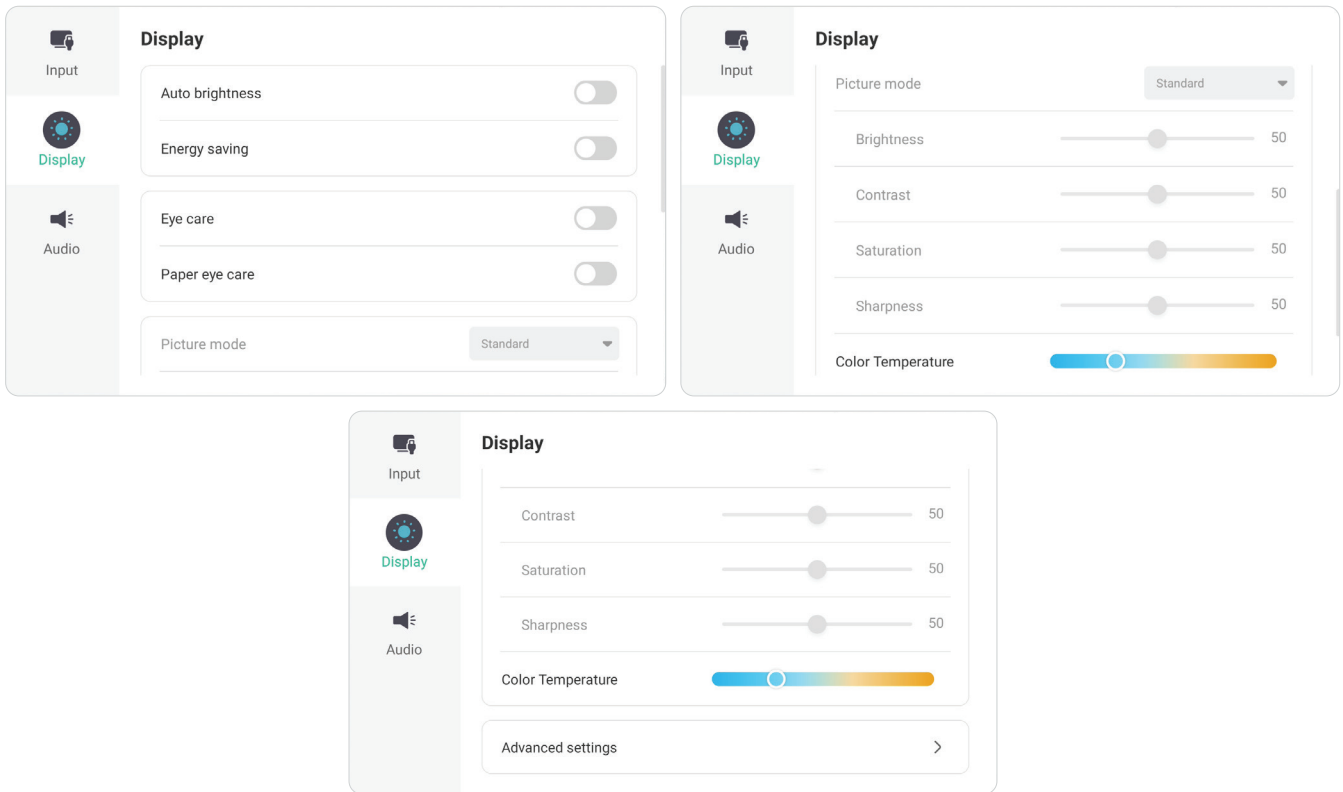 Display
Input
Display
Audio
Auto brightness
Energy saving
Eye care
Paper eye care
Picture mode Standard
Display
Input
Display
Audio
Picture mode Standard
Brightness 50
Contrast 50
Saturation 50
Sharpness 50
Color Temperature
Display
Input
Display
Audio
Contrast 50
Saturation 50
Sharpness 50
Color Temperature
Advanced settings